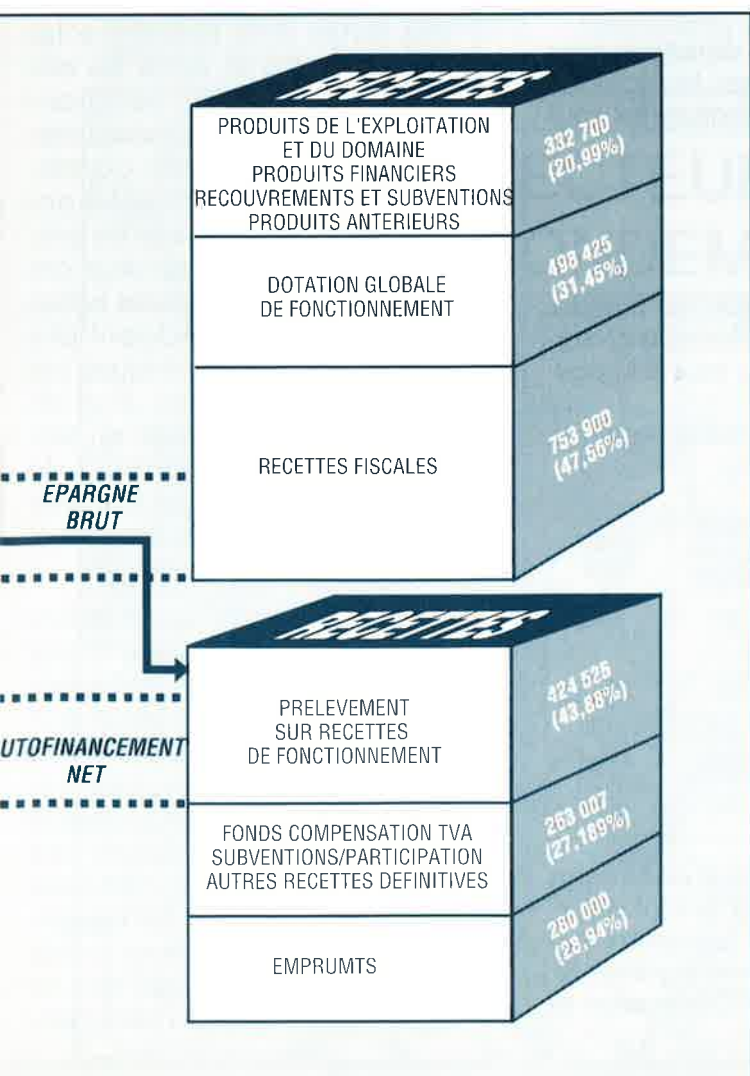 RECETTES
PRODUITS DE L'EXPLOITATION
ET DU DOMAINE
PRODUITS FINANCIERS
RECOUVREMENTS ET SUBVENTIONS
PRODUITS ANTERIEURS
332 700
(20,99%)
DOTATION GLOBALE
DE FONCTIONNEMENT
498 425
(31,45%)
RECETTES FISCALES
753 900
(47,56%)
EPARGNE
BRUT
RECETTES
PRELEVEMENT
SUR RECETTES
DE FONCTIONNEMENT
424 525
(43,88%)
UTOFINANCEMENT
NET
FONDS COMPENSATION TVA
SUBVENTIONS/PARTICIPATION
AUTRES RECETTES DEFINITIVES
263 007
(27,189%)
EMPRUMTS
280 000
(28,94%)